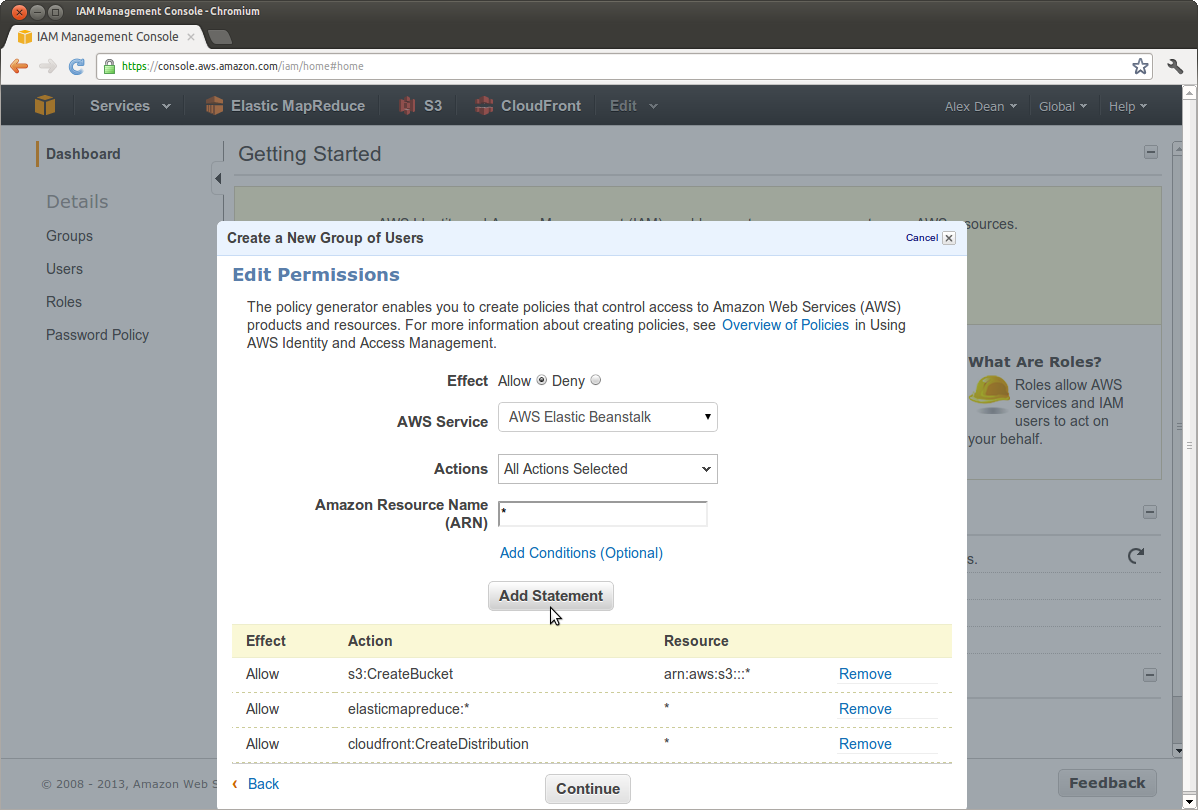 IAM Management Console - Chromium
IAM Management Console
https://console.aws.amazon.com/iam/home#home
Services Elastic MapReduce S3 CloudFront Edit Alex Dean Global Help
Dashboard
Getting Started
Details
Groups
Users
Roles
Password Policy
sources.
Create a New Group of Users
Cancel
Edit Permissions
The policy generator enables you to create policies that control access to Amazon Web Services (AWS)
products and resources. For more information about creating policies, see Overview of Policies in Using
AWS Identity and Access Management.
Effect Allow Deny
AWS Service AWS Elastic Beanstalk
Actions All Actions Selected
Amazon Resource Name
(ARN) *
Add Conditions (Optional)
Add Statement
Effect Action Resource
Allow s3:CreateBucket arn:aws:s3:::* Remove
Allow elasticmapreduce:* * Remove
Allow cloudfront:CreateDistribution * Remove
Back
Continue
What Are Roles?
Roles allow AWS
services and IAM
users to act on
your behalf.
s.
© 2008 - 2013, Amazon Web S
Feedback